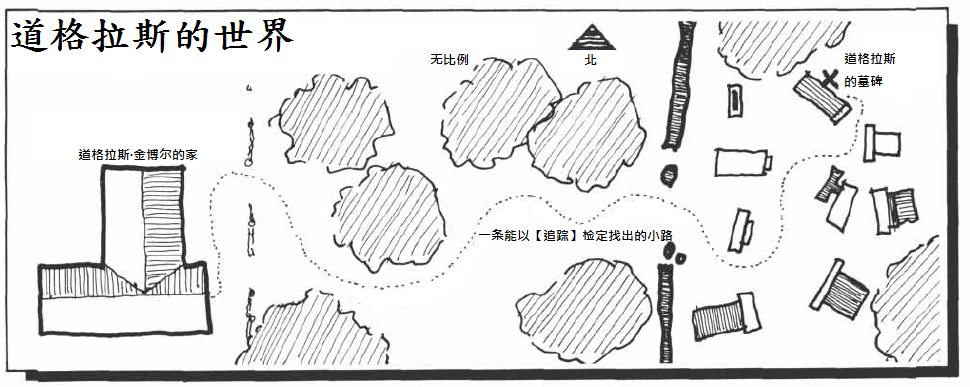 道格拉斯的世界
无比例
北
道格拉斯
的墓碑
道格拉斯·金博尔的家
一条能以【追踪】检定找出的小路